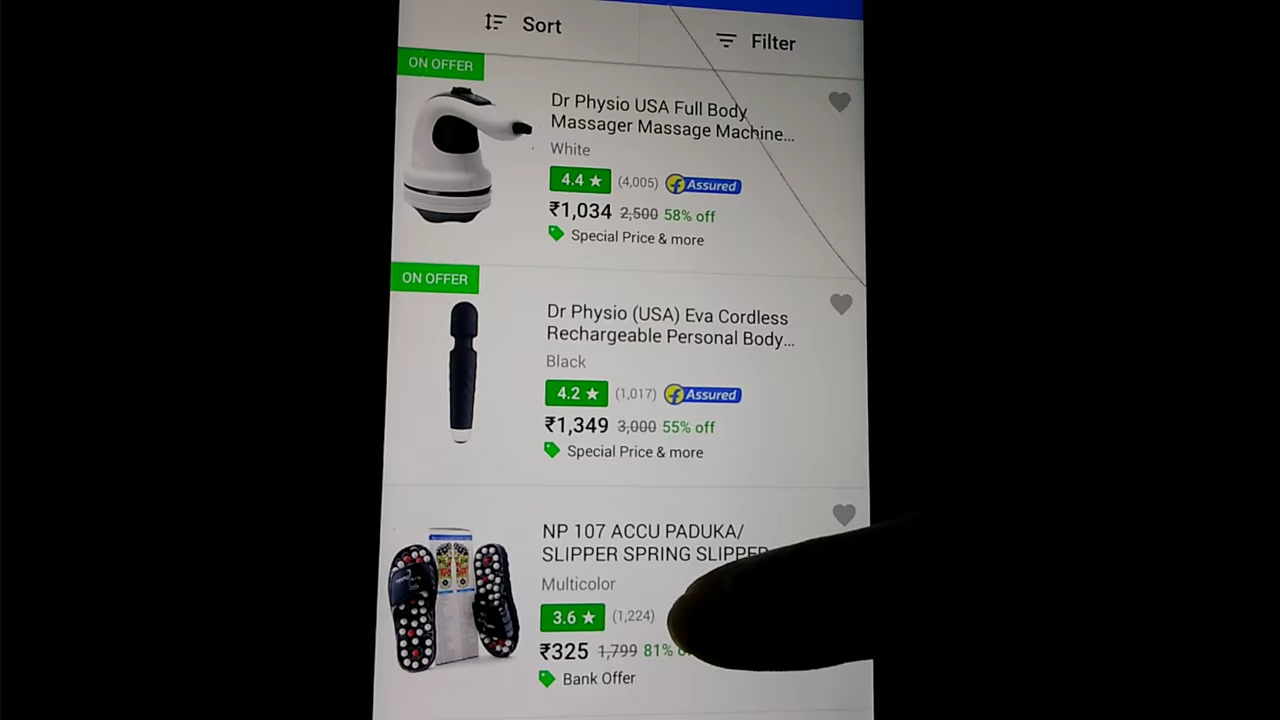 Sort
Filter
ON OFFER
Dr Physio USA Full Body
Massager Massage Machine...
White
4.4 ★ (4,005) Assured
₹1,034 2,500 58% off
Special Price & more
ON OFFER
Dr Physio (USA) Eva Cordless
Rechargeable Personal Body...
Black
4.2 ★ (1,017) Assured
₹1,349 3,000 55% off
Special Price & more
NP 107 ACCU PADUKA/
SLIPPER SPRING SLIPPER
Multicolor
3.6 ★ (1,224)
₹325 1,799 81%
Bank Offer